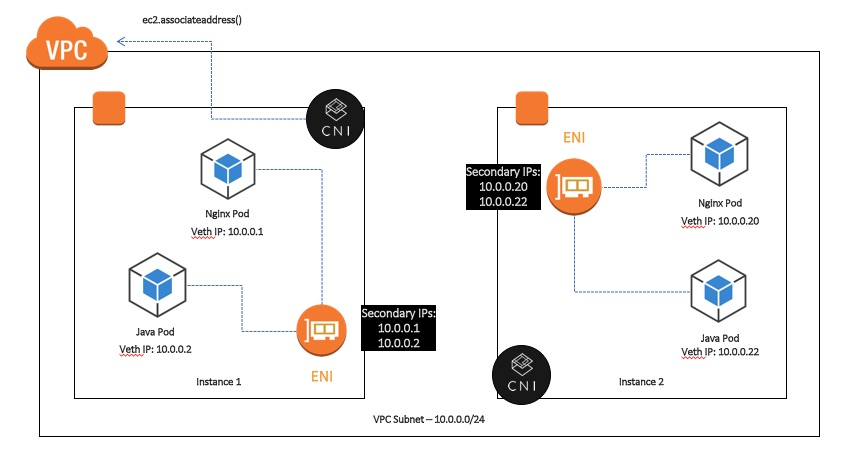 ec2.associateaddress()
VPC
CNI
Nginx Pod
Veth IP: 10.0.0.1
Java Pod
Veth IP: 10.0.0.2
Secondary IPs:
10.0.0.1
10.0.0.2
ENI
Instance 1
ENI
Secondary IPs:
10.0.0.20
10.0.0.22
Nginx Pod
Veth IP: 10.0.0.20
Java Pod
Veth IP: 10.0.0.22
CNI
Instance 2
VPC Subnet – 10.0.0.0/24